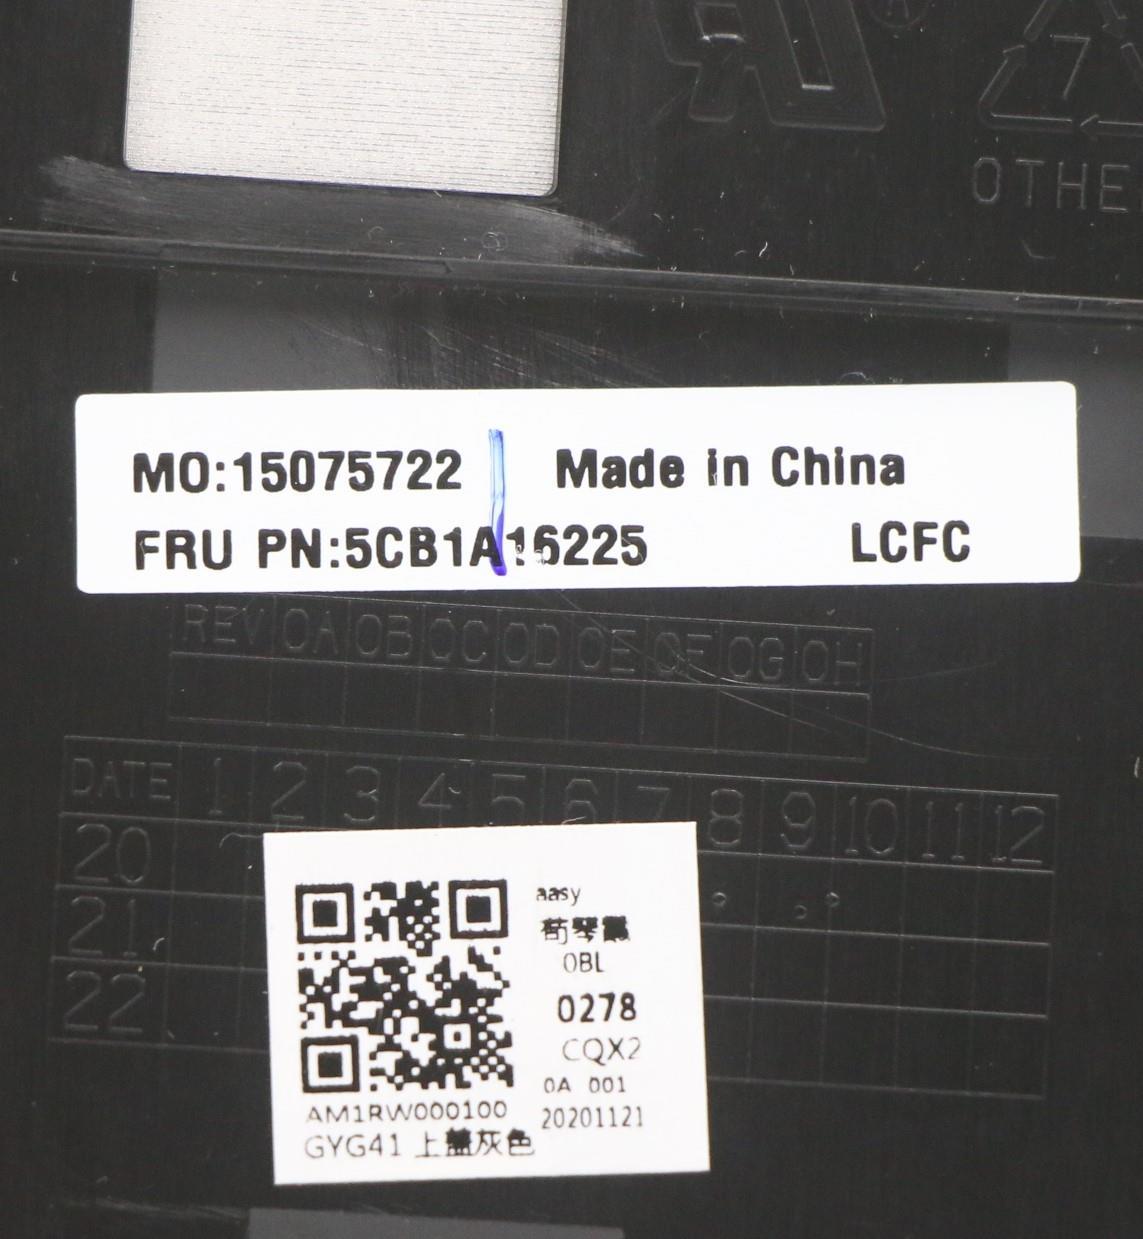 7
OTHE
MO:15075722 Made in China
FRU PN:5CB1A16225 LCFC
REV 0A 0B 0C 0D 0E 0F 0G 0H
DATE 1 2 3 4 5 6 7 8 9 10 11 12
20
21
22
aasy
0BL
0278
CQX2
0A 001
20201121
AM1RW000100
GYG41 上蓋灰色